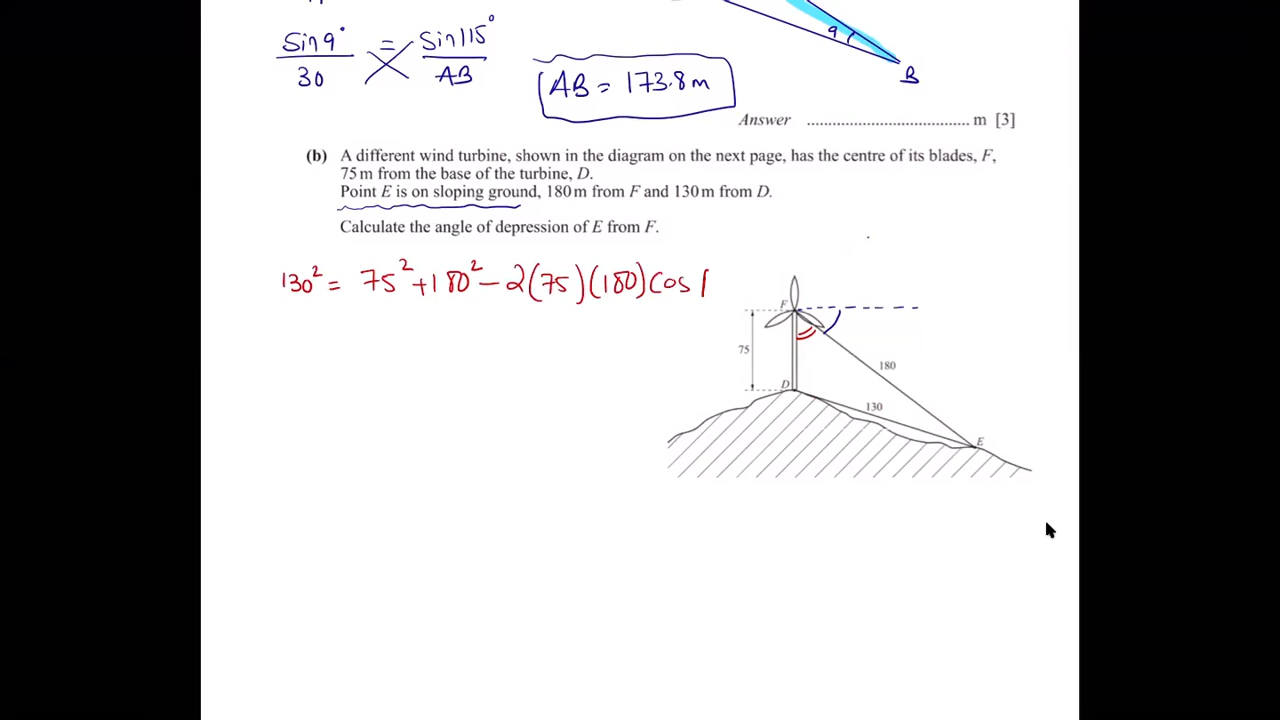 Sin 9° = Sin 115°
30 AB
AB = 173.8 m
9
B
Answer ...................................... m [3]
(b) A different wind turbine, shown in the diagram on the next page, has the centre of its blades, F,
75 m from the base of the turbine, D.
Point E is on sloping ground, 180 m from F and 130 m from D.
Calculate the angle of depression of E from F.
130² = 75² + 180² − 2(75)(180) Cos
F
75
180
D
130
E